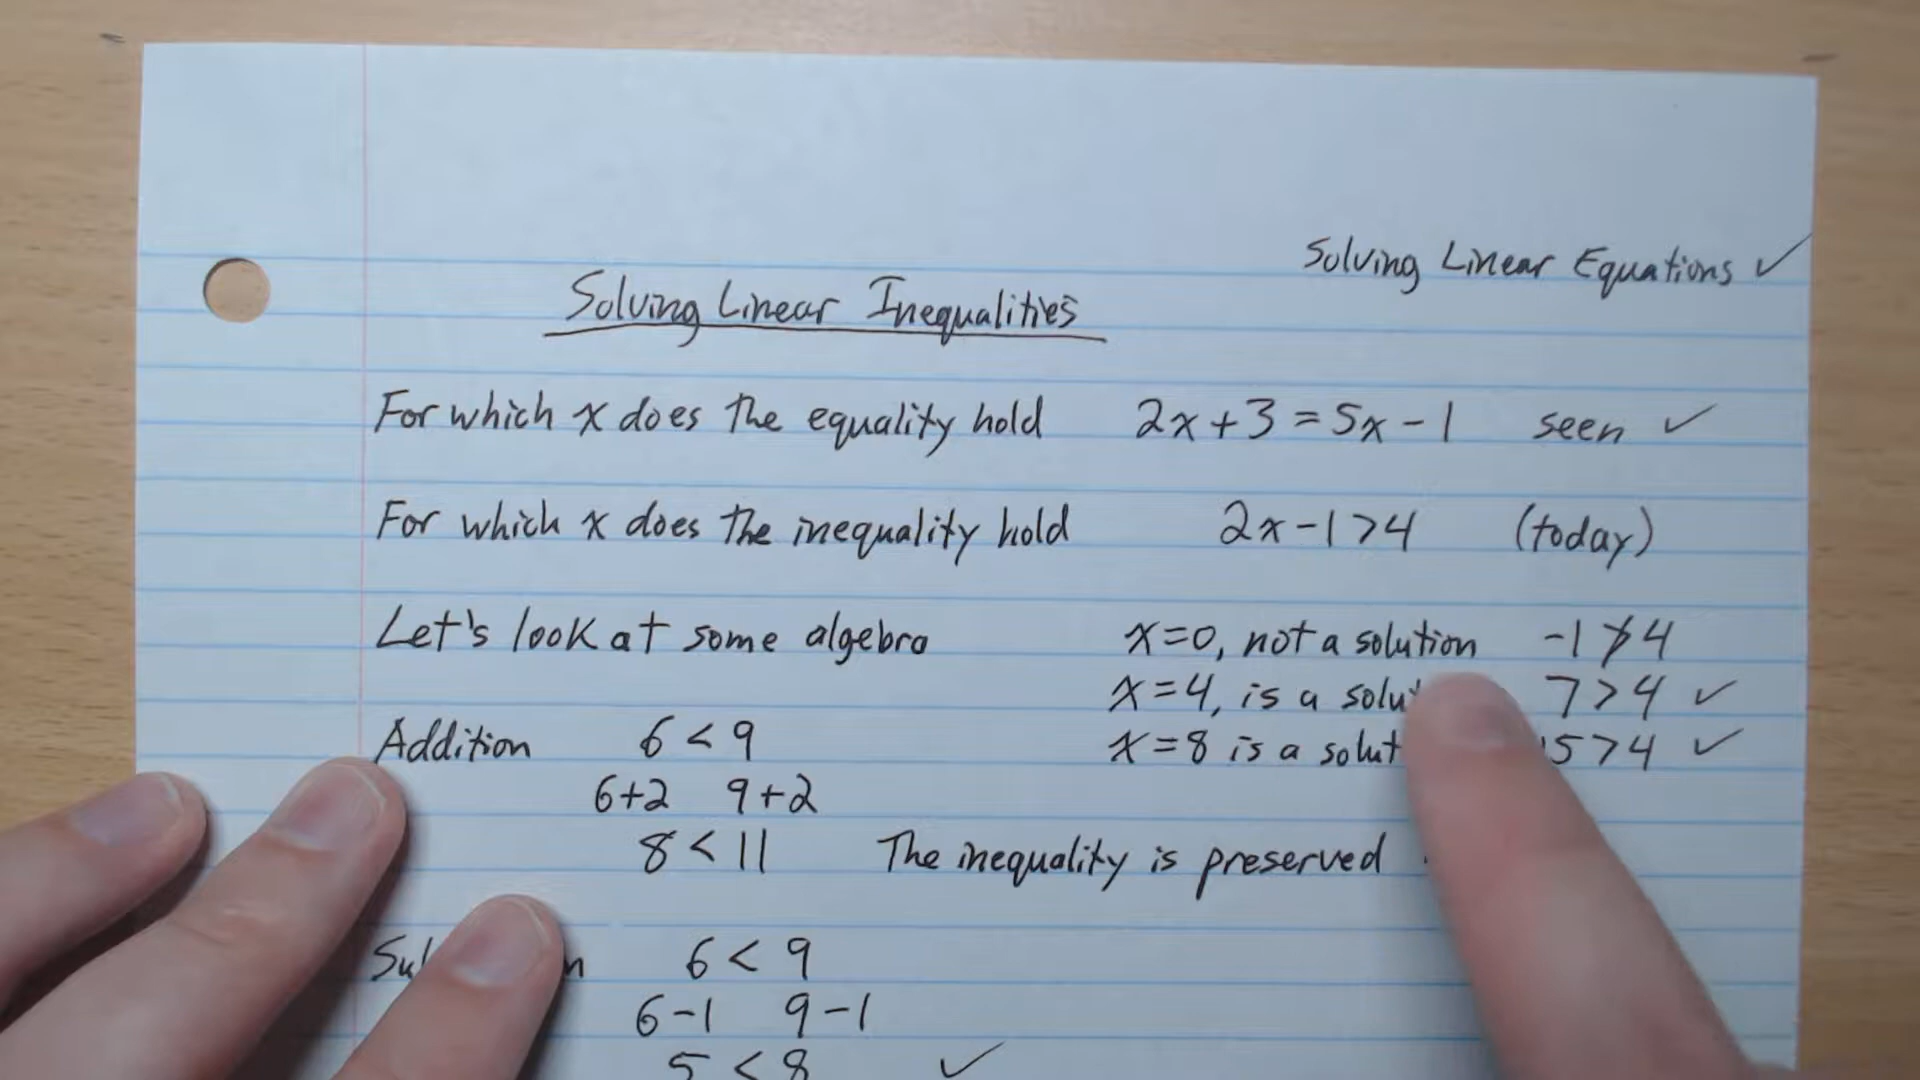 Solving Linear Equations ✓
Solving Linear Inequalities
For which x does the equality hold 2x+3=5x-1 seen ✓
For which x does the inequality hold 2x-1>4 (today)
Let's look at some algebra x=0, not a solution -1≯4
x=4, is a 7>4 ✓
Addition 6<9 x=8 is a 5>4 ✓
6+2 9+2
8<11 The inequality is preserved
6<9
6-1 9-1
5<8 ✓